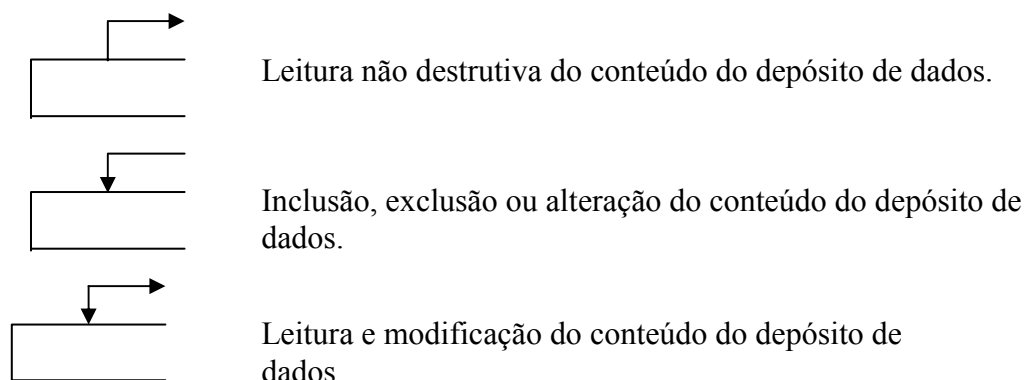 Leitura não destrutiva do conteúdo do depósito de dados.
Inclusão, exclusão ou alteração do conteúdo do depósito de
dados.
Leitura e modificação do conteúdo do depósito de
dados